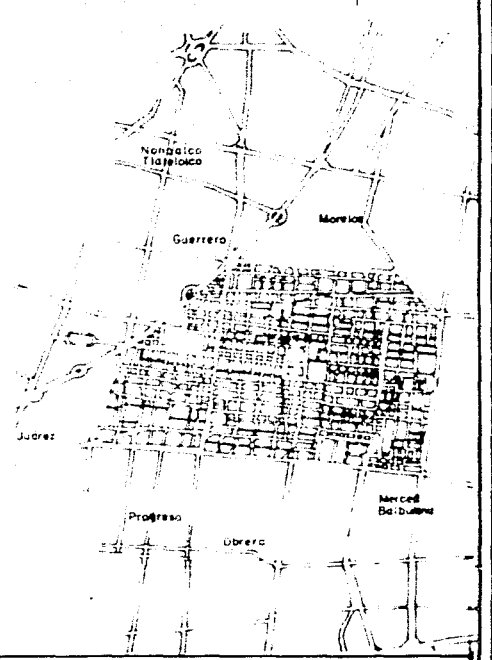 Nonoalco
Tlatelolco
Morelos
Guerrero
Juárez
Merced
Balbuena
Progreso
Obrera